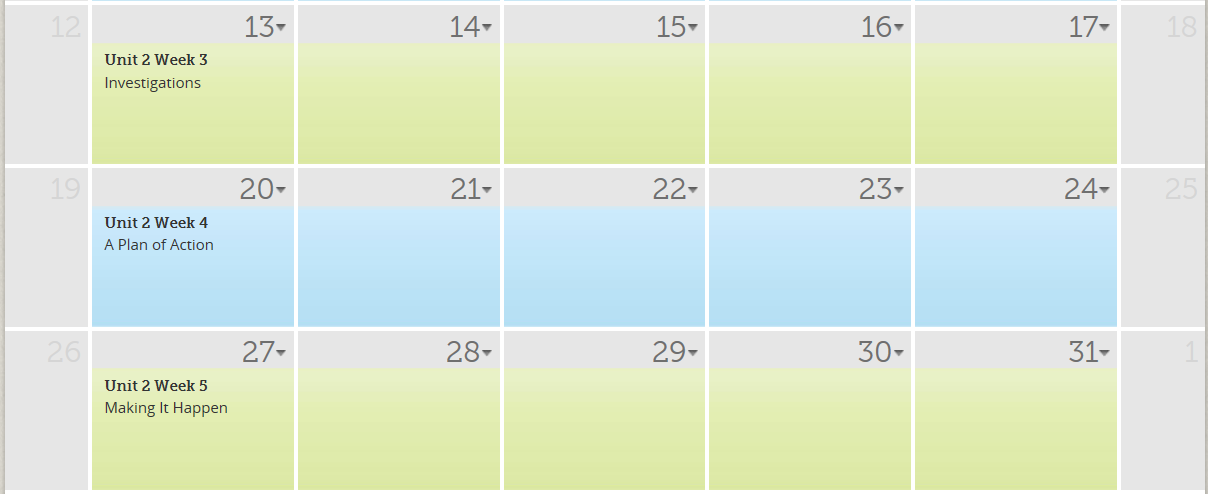 12 13 14 15 16 17 18
Unit 2 Week 3
Investigations
19 20 21 22 23 24 25
Unit 2 Week 4
A Plan of Action
26 27 28 29 30 31 1
Unit 2 Week 5
Making It Happen